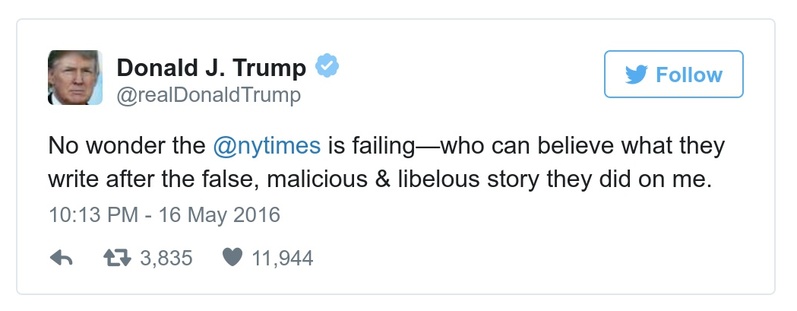 Donald J. Trump
@realDonaldTrump
Follow
No wonder the @nytimes is failing—who can believe what they
write after the false, malicious & libelous story they did on me.
10:13 PM - 16 May 2016
3,835 11,944